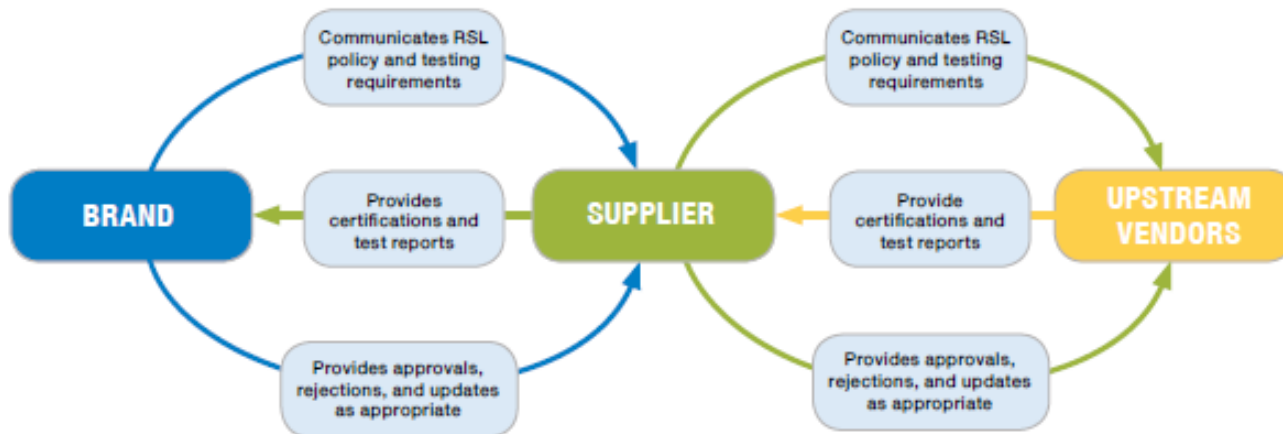 Communicates RSL
policy and testing
requirements
Communicates RSL
policy and testing
requirements
BRAND
Provides
certifications and
test reports
SUPPLIER
Provide
certifications and
test reports
UPSTREAM
VENDORS
Provides approvals,
rejections, and updates
as appropriate
Provides approvals,
rejections, and updates
as appropriate